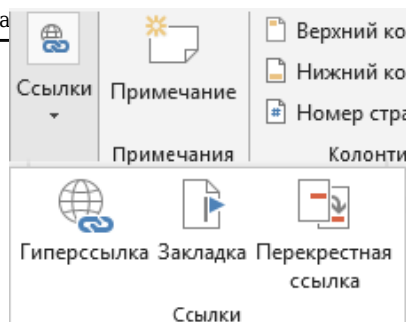 а
Ссылки
Примечание
Верхний ко
Нижний ко
Номер стра
Примечания
Колонти
Гиперссылка Закладка Перекрестная
ссылка
Ссылки